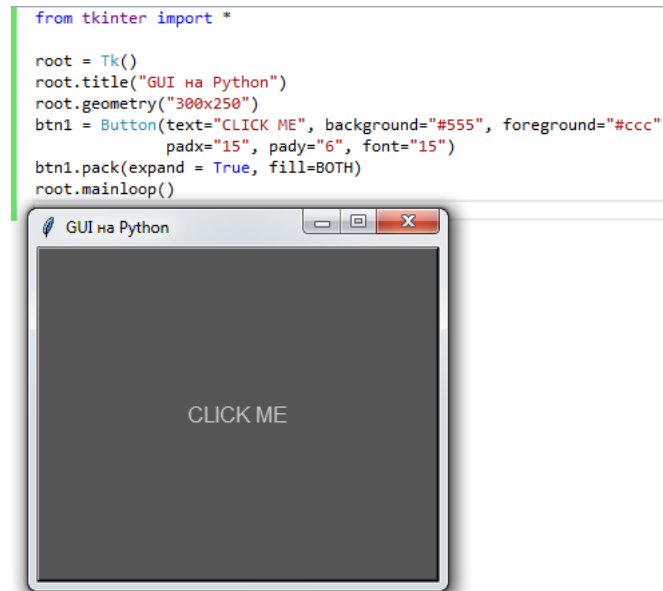 from tkinter import *
root = Tk()
root.title("GUI на Python")
root.geometry("300x250")
btn1 = Button(text="CLICK ME", background="#555", foreground="#ccc"
padx="15", pady="6", font="15")
btn1.pack(expand = True, fill=BOTH)
root.mainloop()
GUI на Python
CLICK ME